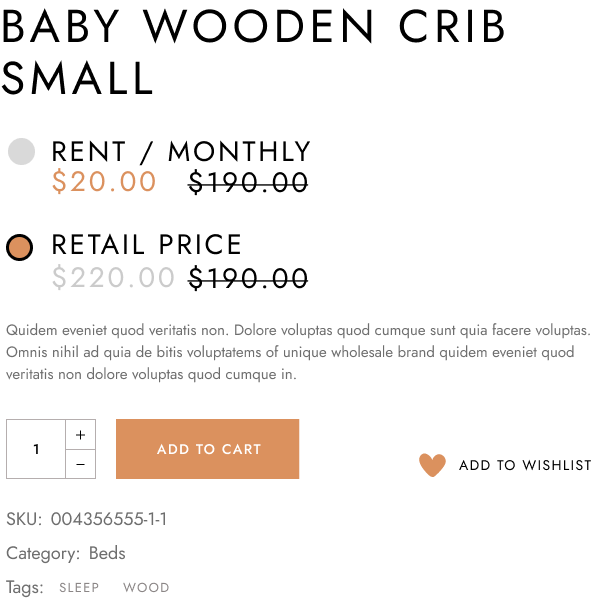 BABY WOODEN CRIB
SMALL
RENT / MONTHLY
$20.00 $190.00
RETAIL PRICE
$220.00 $190.00
Quidem eveniet quod veritatis non. Dolore voluptas quod cumque sunt quia facere voluptas.
Omnis nihil ad quia de bitis voluptatems of unique wholesale brand quidem eveniet quod
veritatis non dolore voluptas quod cumque in.
1 + −
ADD TO CART
ADD TO WISHLIST
SKU: 004356555-1-1
Category: Beds
Tags: SLEEP WOOD